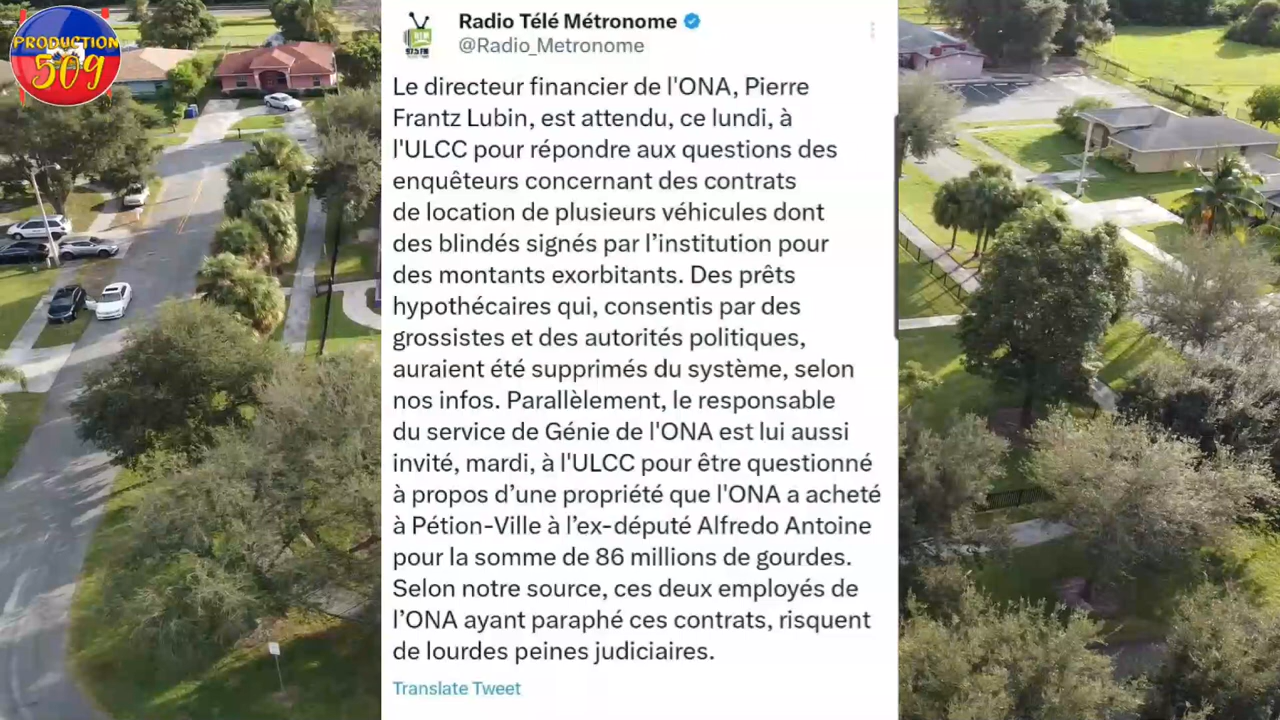 PRODUCTION
509
Radio Télé Métronome
@Radio_Metronome
Le directeur financier de l'ONA, Pierre
Frantz Lubin, est attendu, ce lundi, à
l'ULCC pour répondre aux questions des
enquêteurs concernant des contrats
de location de plusieurs véhicules dont
des blindés signés par l’institution pour
des montants exorbitants. Des prêts
hypothécaires qui, consentis par des
grossistes et des autorités politiques,
auraient été supprimés du système, selon
nos infos. Parallèlement, le responsable
du service de Génie de l'ONA est lui aussi
invité, mardi, à l'ULCC pour être questionné
à propos d’une propriété que l'ONA a acheté
à Pétion-Ville à l’ex-député Alfredo Antoine
pour la somme de 86 millions de gourdes.
Selon notre source, ces deux employés de
l’ONA ayant paraphé ces contrats, risquent
de lourdes peines judiciaires.
Translate Tweet